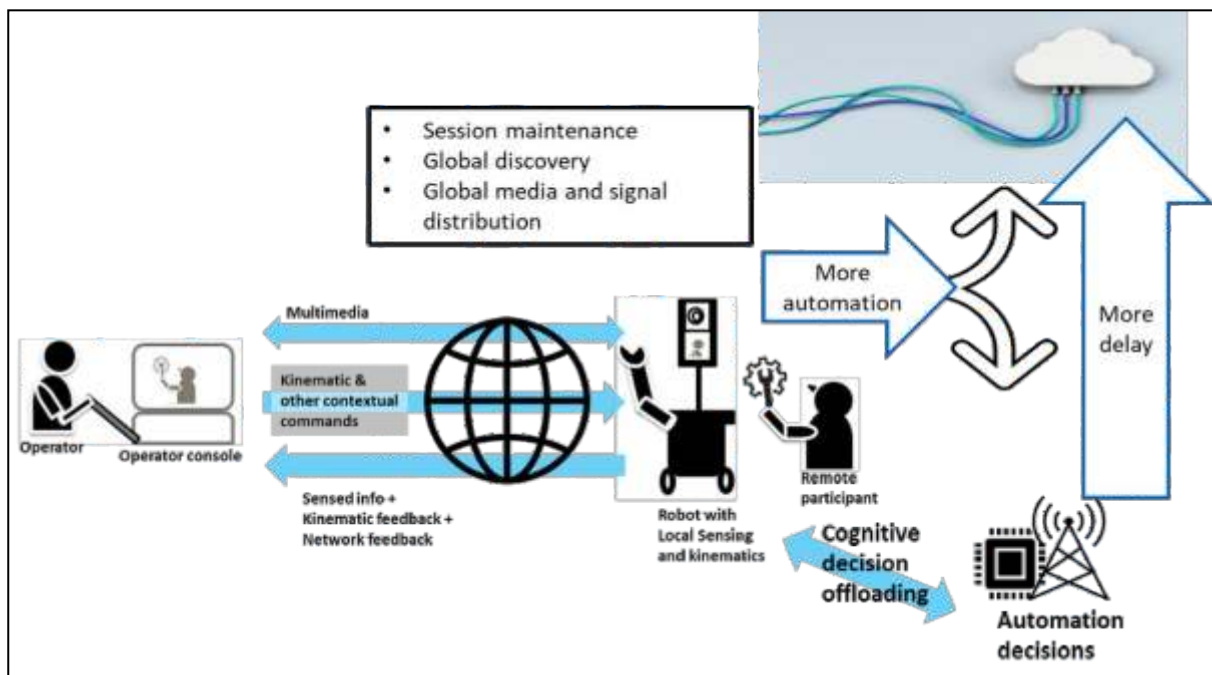 • Session maintenance
• Global discovery
• Global media and signal
distribution
More
automation
More
delay
Multimedia
Kinematic &
other contextual
commands
Operator
Operator console
Sensed info +
Kinematic feedback +
Network feedback
Robot with
Local Sensing
and kinematics
Remote
participant
Cognitive
decision
offloading
Automation
decisions